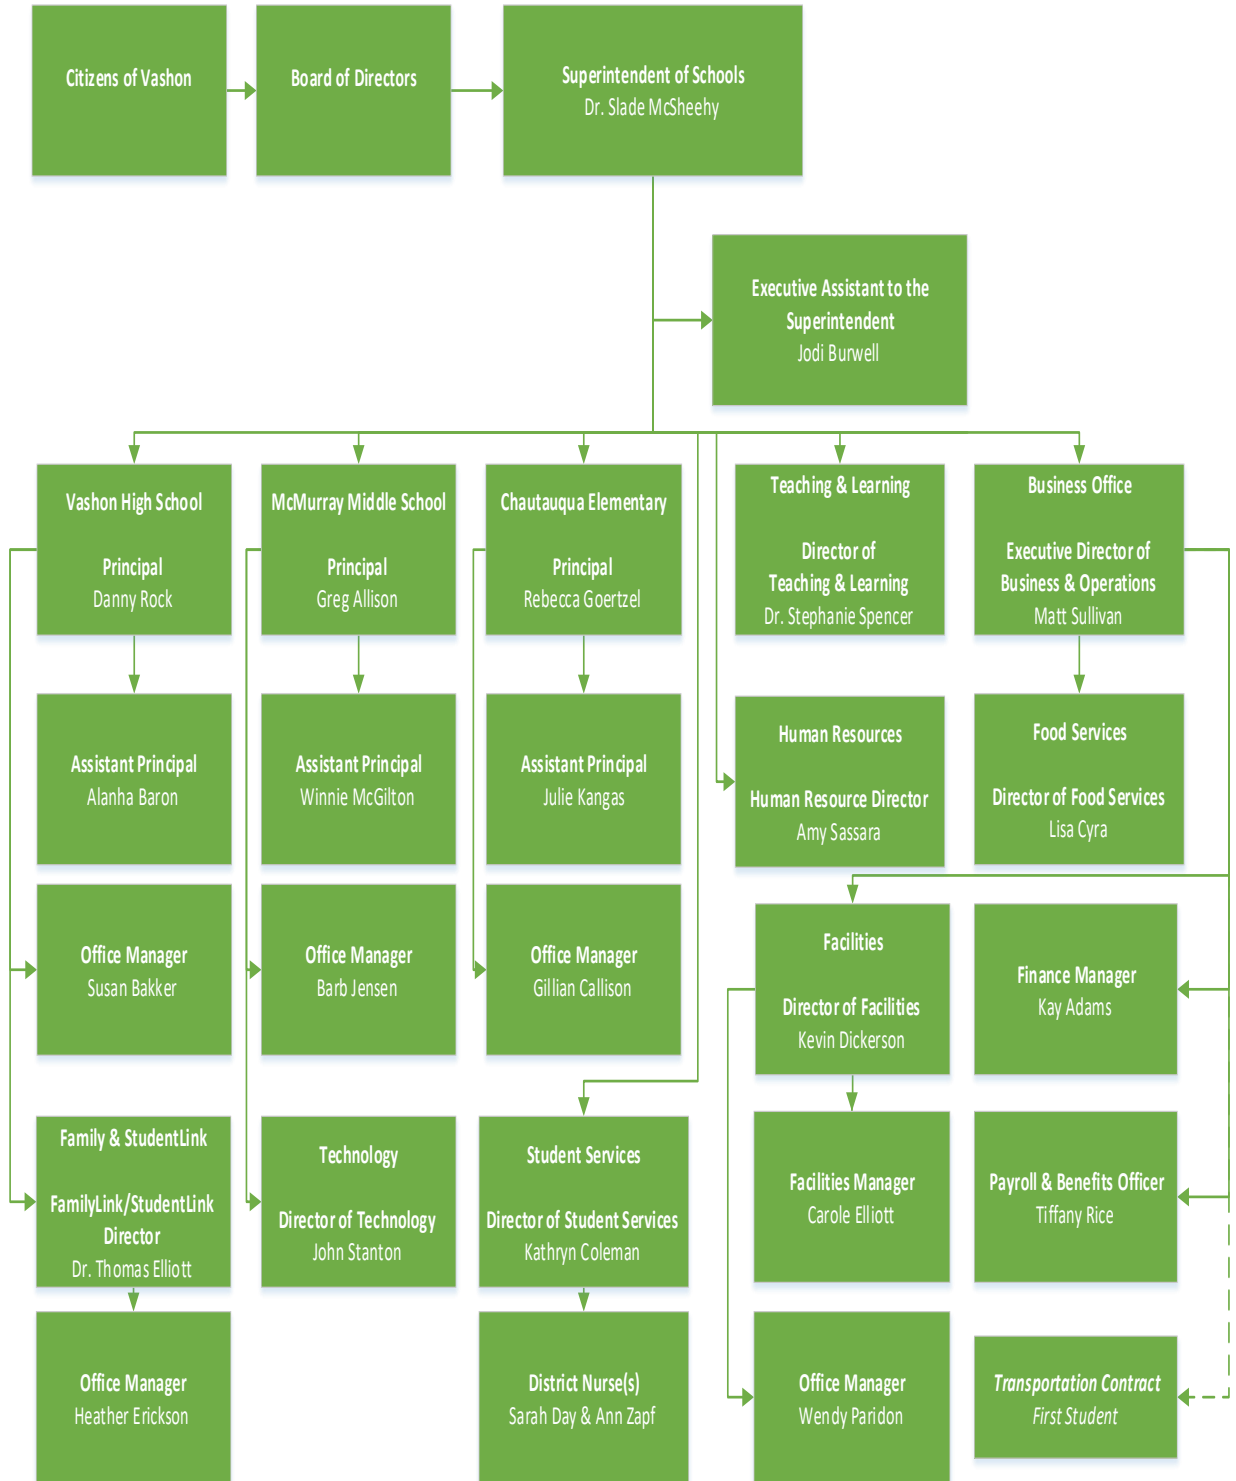 Citizens of Vashon
Board of Directors
Superintendent of Schools
Dr. Slade McSheehy
Executive Assistant to the
Superintendent
Jodi Burwell
Vashon High School
Principal
Danny Rock
McMurray Middle School
Principal
Greg Allison
Chautauqua Elementary
Principal
Rebecca Goertzel
Teaching & Learning
Director of
Teaching & Learning
Dr. Stephanie Spencer
Business Office
Executive Director of
Business & Operations
Matt Sullivan
Assistant Principal
Alanha Baron
Assistant Principal
Winnie McGilton
Assistant Principal
Julie Kangas
Human Resources
Human Resource Director
Amy Sassara
Food Services
Director of Food Services
Lisa Cyra
Office Manager
Susan Bakker
Office Manager
Barb Jensen
Office Manager
Gillian Callison
Facilities
Director of Facilities
Kevin Dickerson
Finance Manager
Kay Adams
Family & StudentLink
FamilyLink/StudentLink
Director
Dr. Thomas Elliott
Technology
Director of Technology
John Stanton
Student Services
Director of Student Services
Kathryn Coleman
Facilities Manager
Carole Elliott
Payroll & Benefits Officer
Tiffany Rice
Office Manager
Heather Erickson
District Nurse(s)
Sarah Day & Ann Zapf
Office Manager
Wendy Paridon
Transportation Contract
First Student